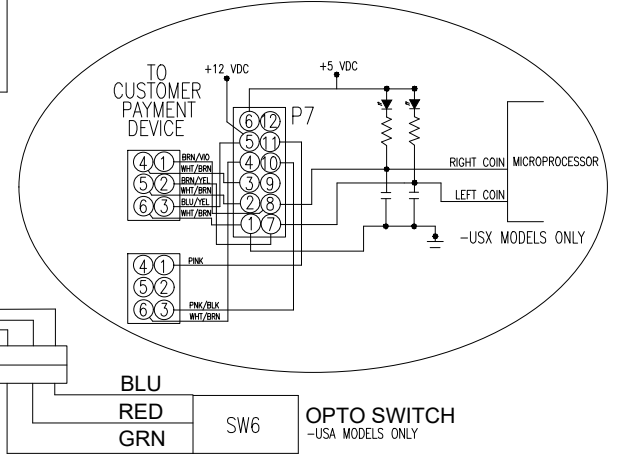 TO
CUSTOMER
PAYMENT
DEVICE
+12 VDC
+5 VDC
P7
6 12
5 11
4 10
3 9
2 8
1 7
4 1
5 2
6 3
BRN/VIO
WHT/BRN
BRN/YEL
WHT/BRN
BLU/YEL
WHT/BRN
4 1
5 2
6 3
PINK
PNK/BLK
WHT/BRN
RIGHT COIN
LEFT COIN
MICROPROCESSOR
-USX MODELS ONLY
BLU
RED
GRN
SW6
OPTO SWITCH
-USA MODELS ONLY